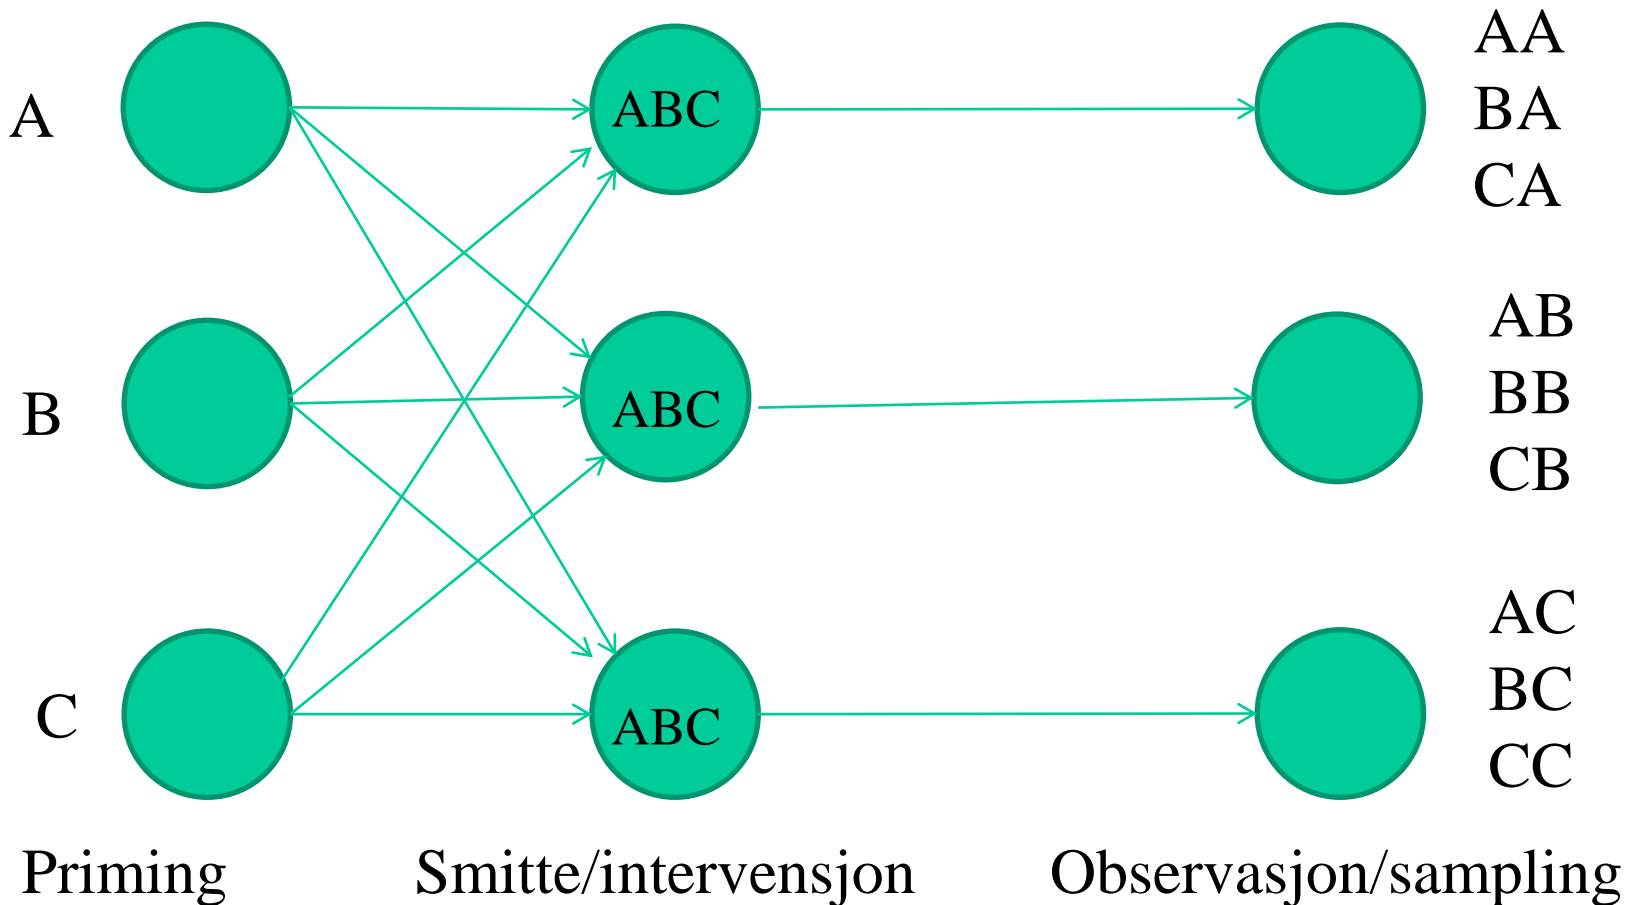 A
ABC
AA
BA
CA
B
ABC
AB
BB
CB
C
ABC
AC
BC
CC
Priming
Smitte/intervensjon
Observasjon/sampling